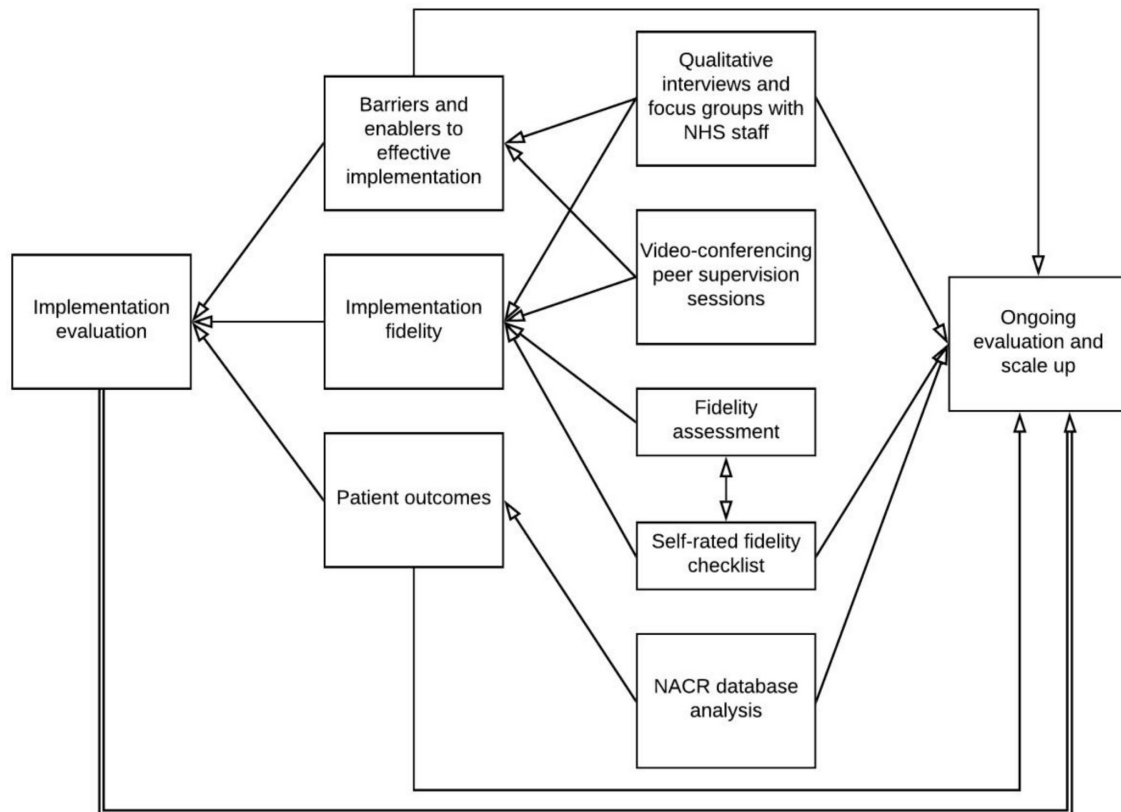 Implementation
evaluation
Barriers and
enablers to
effective
implementation
Implementation
fidelity
Patient outcomes
Qualitative
interviews and
focus groups with
NHS staff
Video-conferencing
peer supervision
sessions
Fidelity
assessment
Self-rated fidelity
checklist
NACR database
analysis
Ongoing
evaluation and
scale up